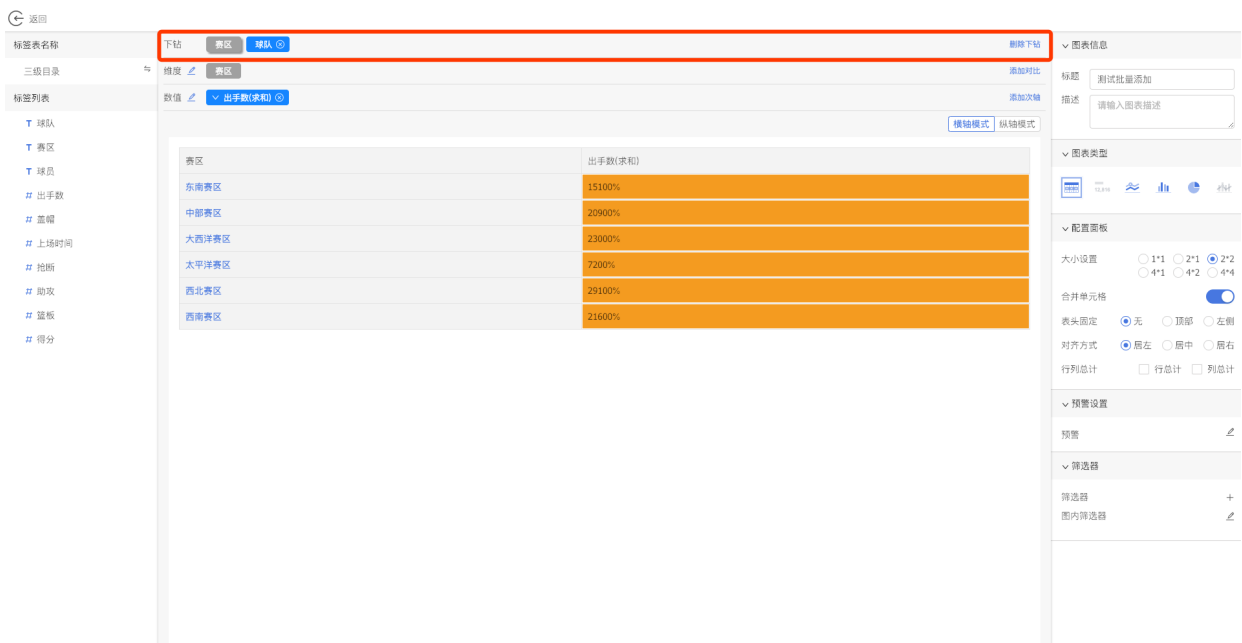 返回
标签表名称
三级目录
标签列表
T 球队
T 赛区
T 球员
# 出手数
# 盖帽
# 上场时间
# 抢断
# 助攻
# 篮板
# 得分
下钻 赛区 球队 删除下钻
维度 赛区 添加对比
数值 出手数(求和) 添加次轴
横轴模式 纵轴模式
赛区 出手数(求和)
东南赛区 15100%
中部赛区 20900%
大西洋赛区 23000%
太平洋赛区 7200%
西北赛区 29100%
西南赛区 21600%
图表信息
标题 测试批量添加
描述 请输入图表描述
图表类型
配置面板
大小设置 1*1 2*1 2*2
4*1 4*2 4*4
合并单元格
表头固定 无 顶部 左侧
对齐方式 居左 居中 居右
行列总计 行总计 列总计
预警设置
预警
筛选器
筛选器
图内筛选器